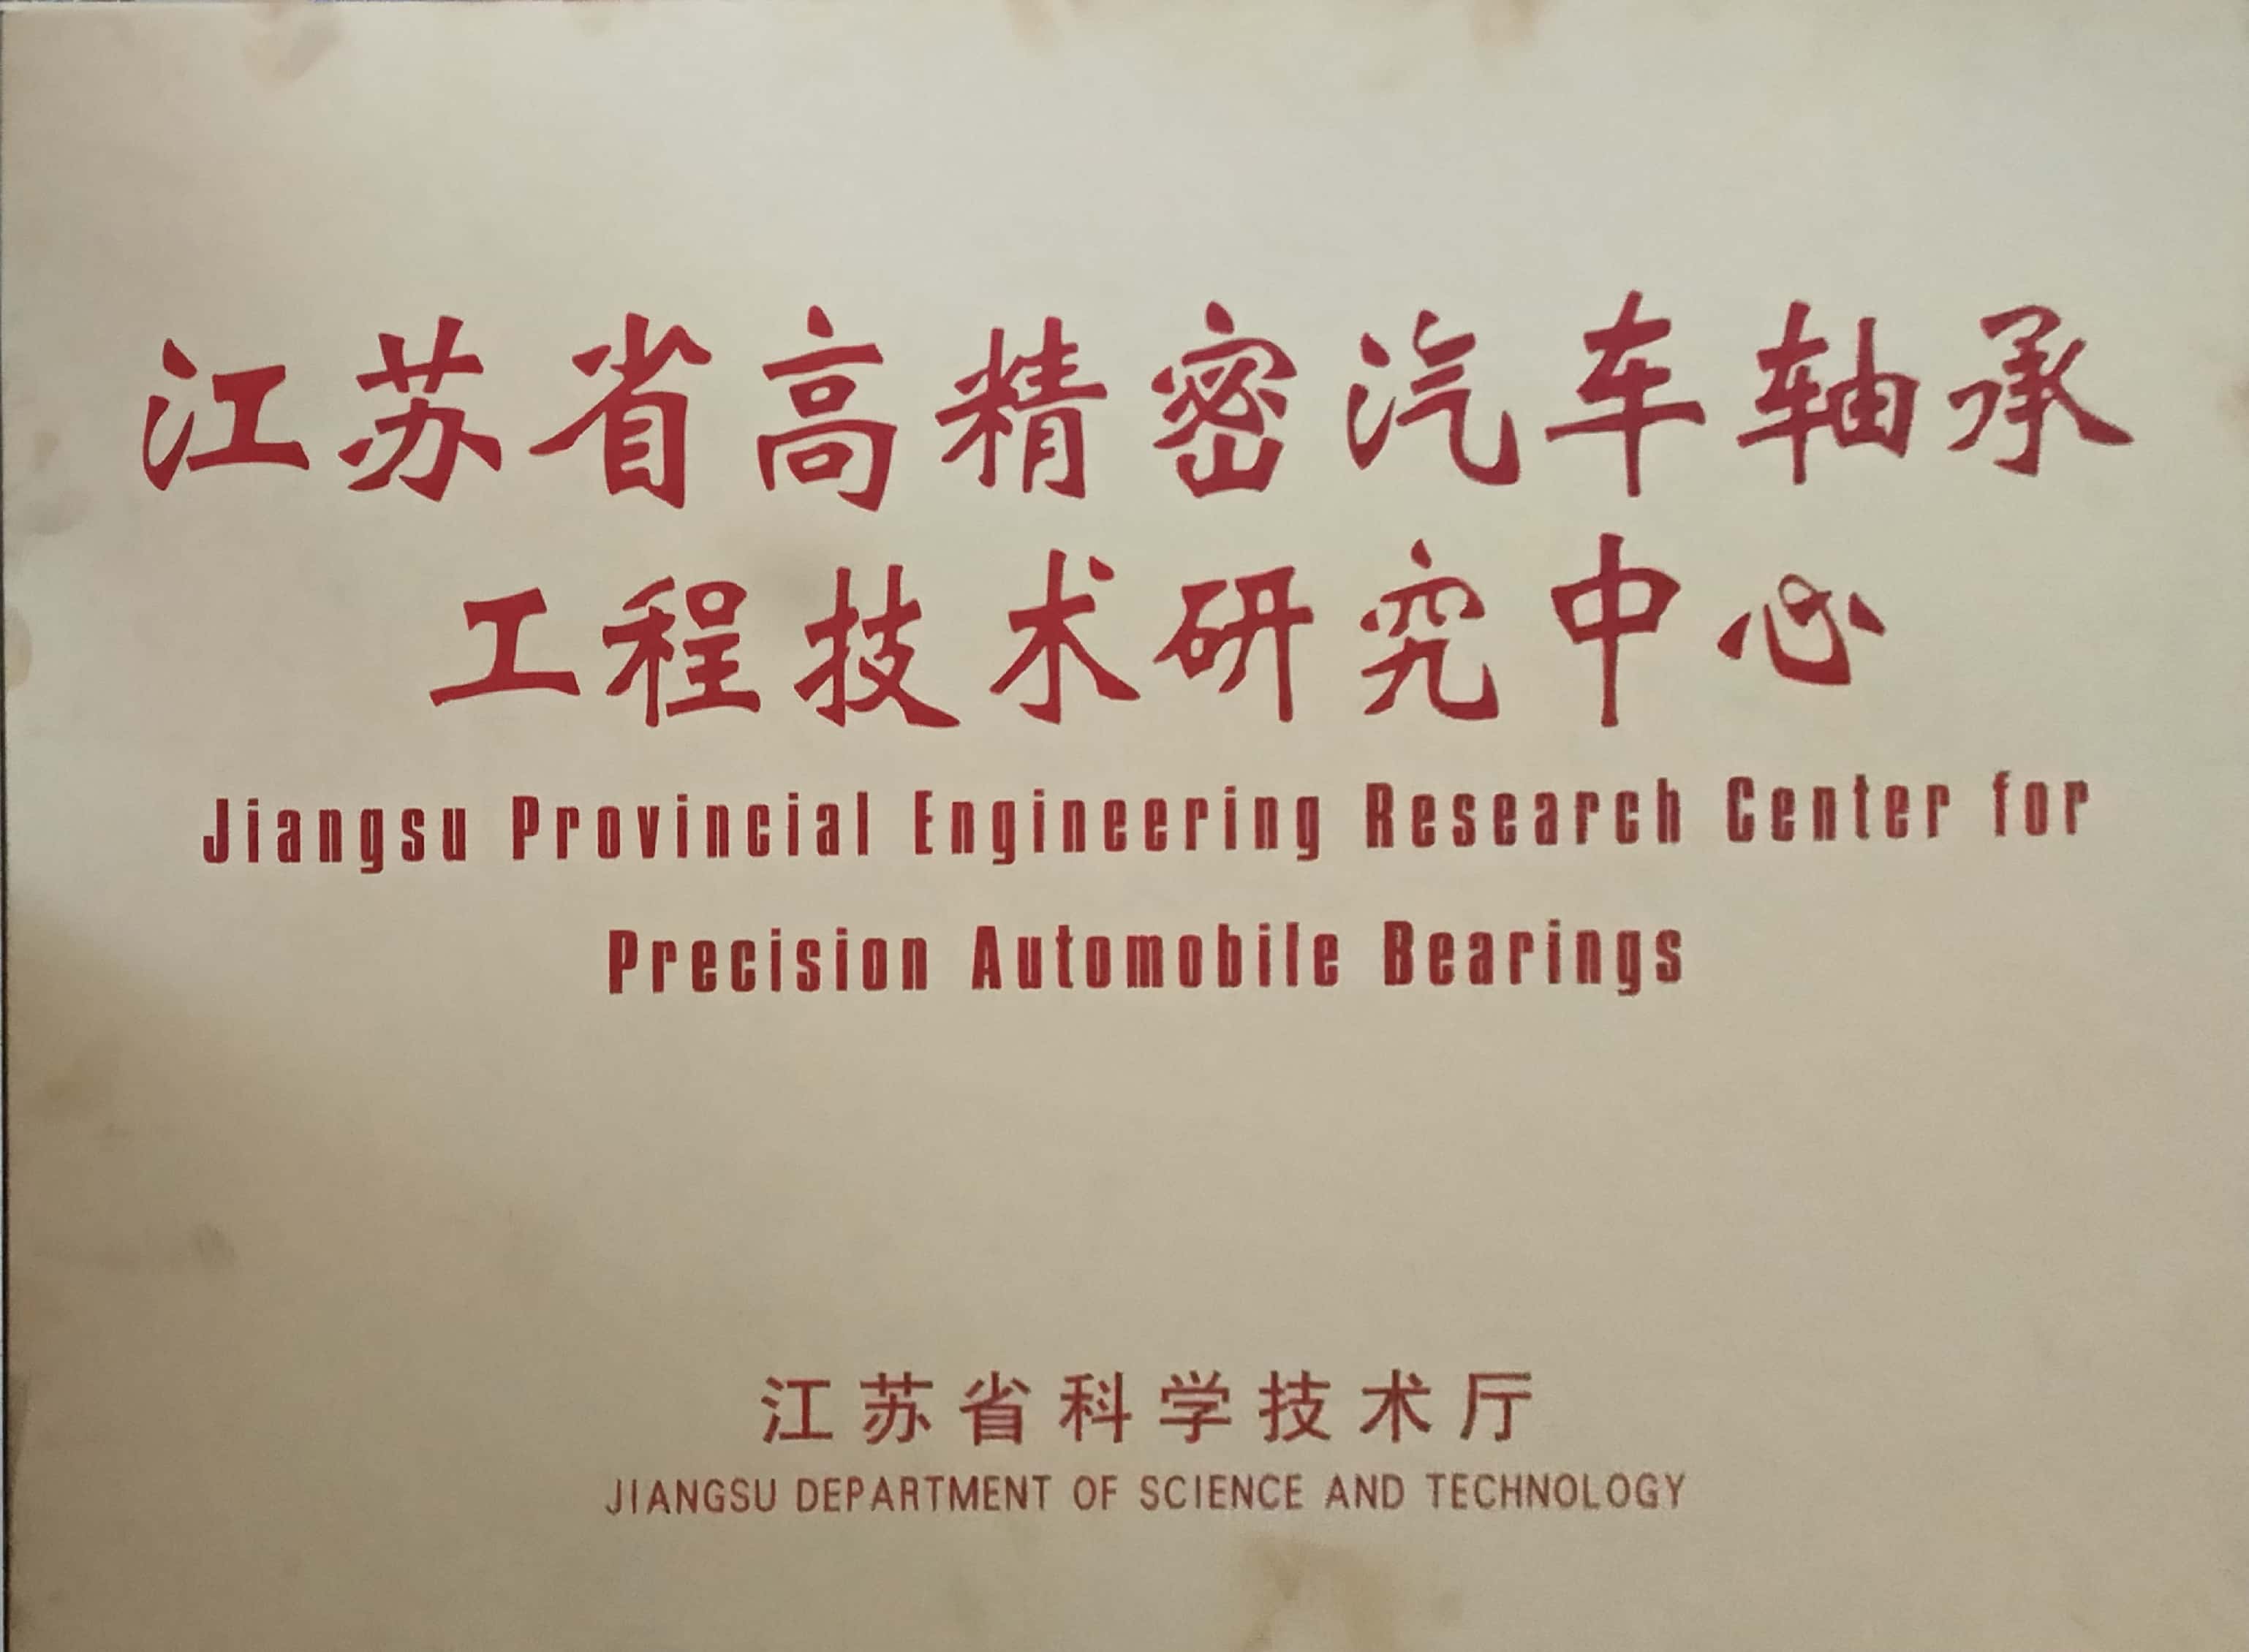 江苏省高精密汽车轴承
工程技术研究中心
Jiangsu Provincial Engineering Research Center for
Precision Automobile Bearings
江苏省科学技术厅
JIANGSU DEPARTMENT OF SCIENCE AND TECHNOLOGY